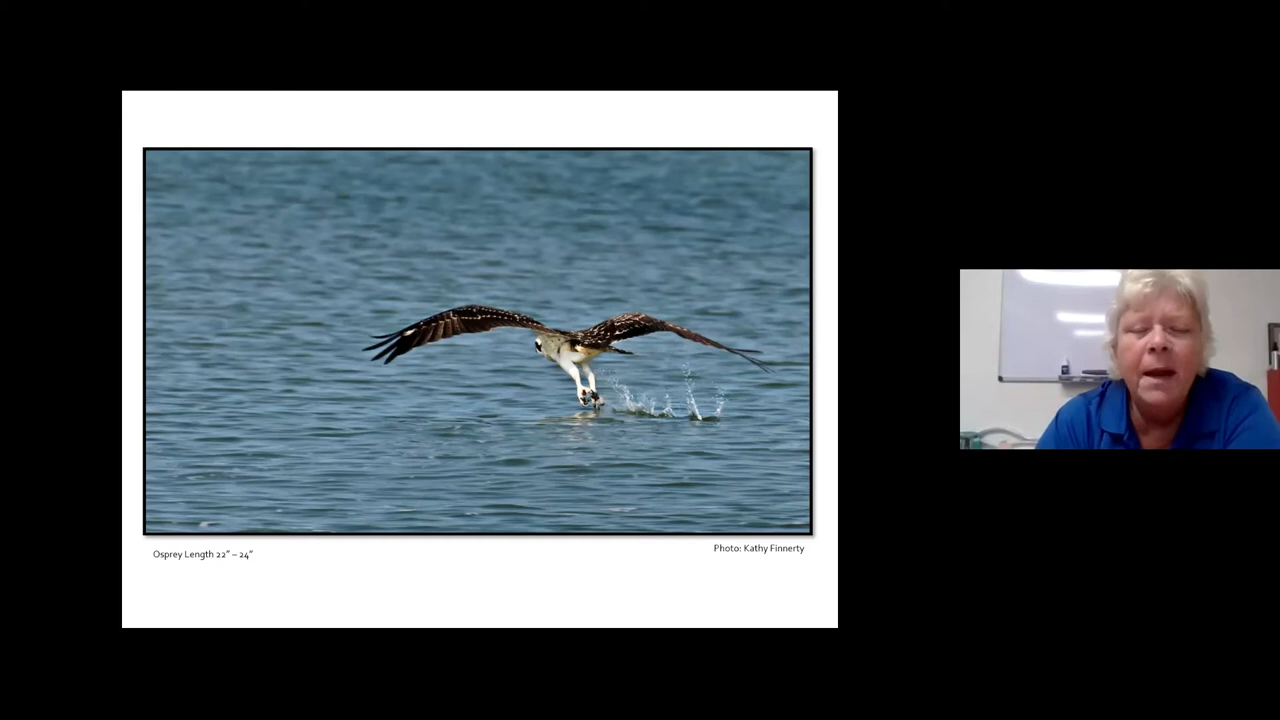 Osprey Length 22" – 24"
Photo: Kathy Finnerty